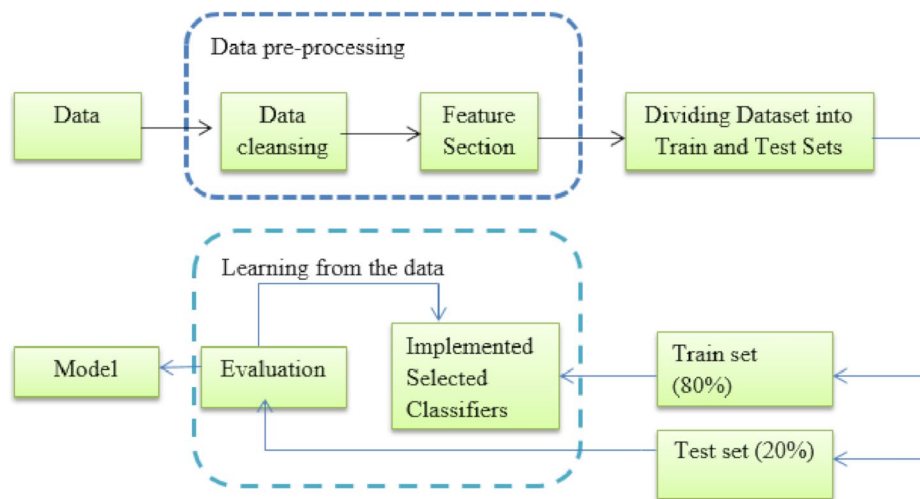 Data pre-processing
Data
Data
cleansing
Feature
Section
Dividing Dataset into
Train and Test Sets
Learning from the data
Model
Evaluation
Implemented
Selected
Classifiers
Train set
(80%)
Test set (20%)